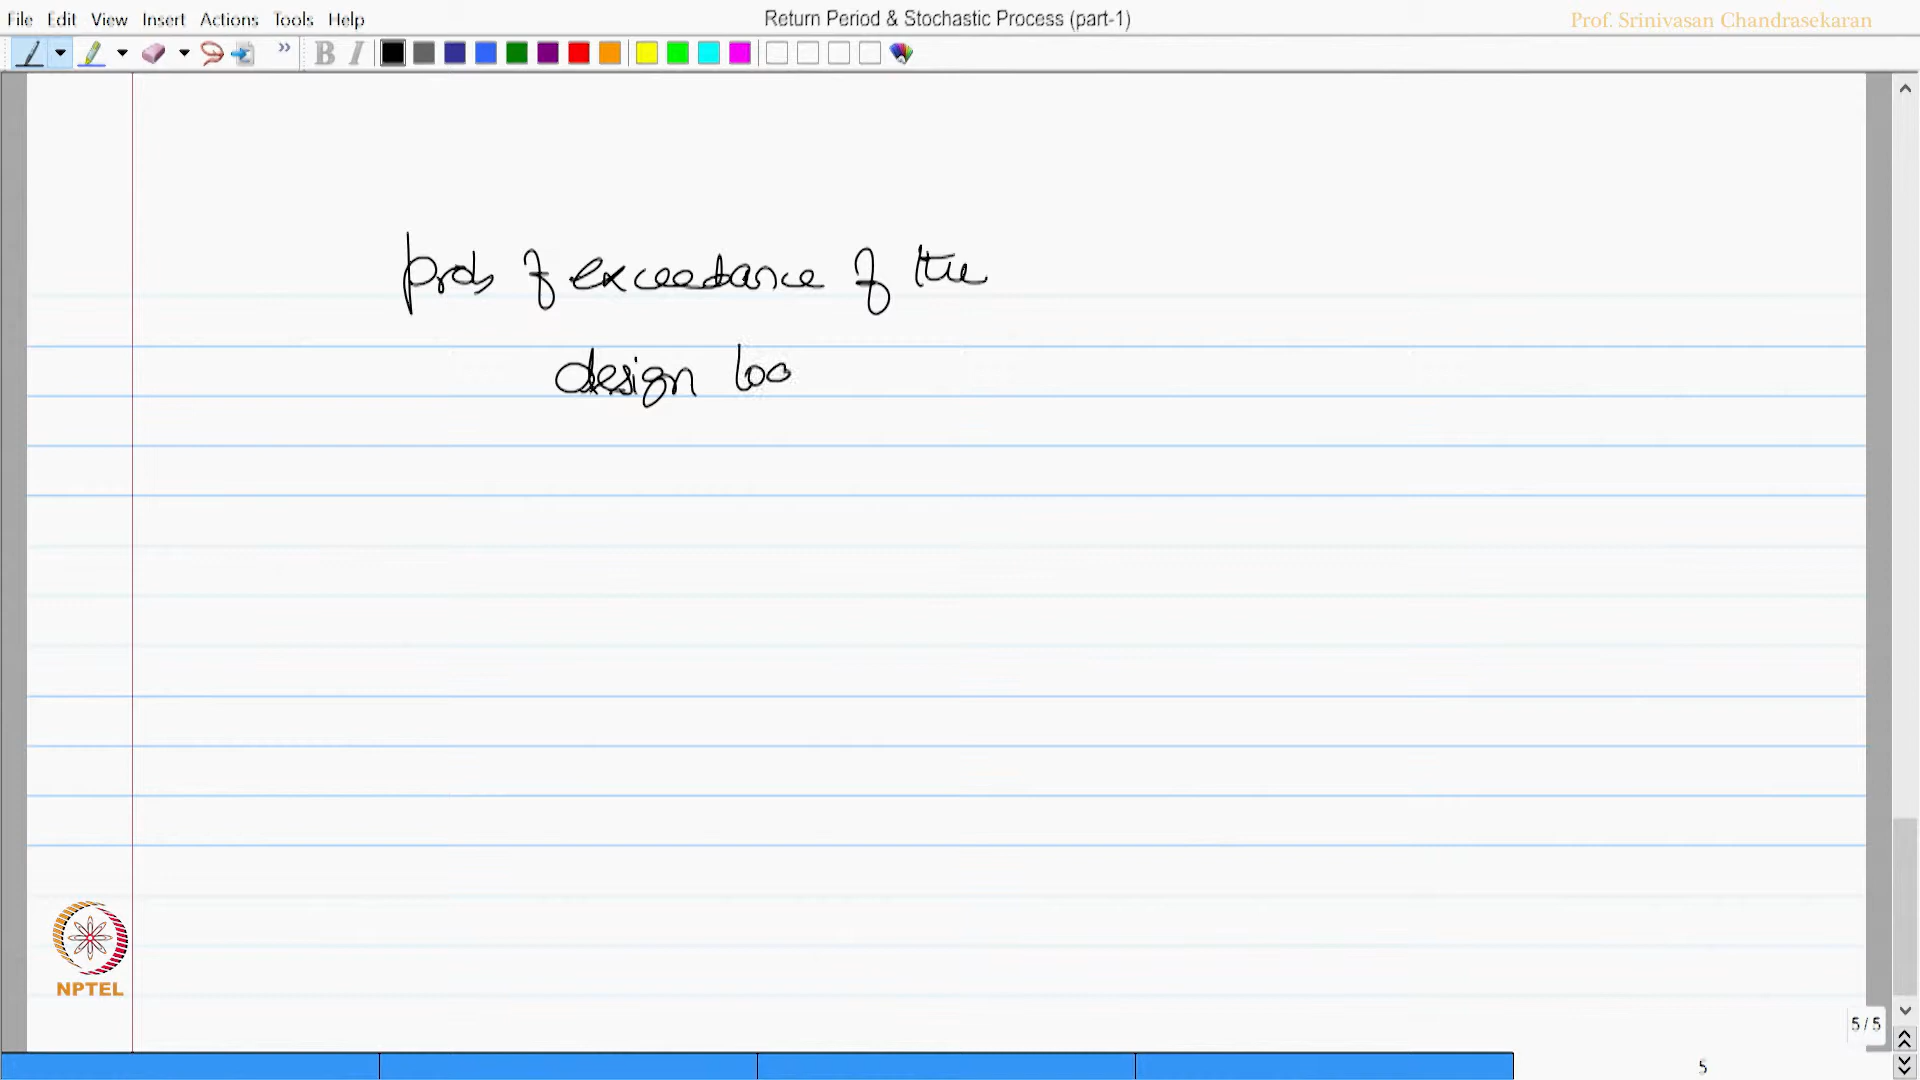 File Edit View Insert Actions Tools Help
Return Period & Stochastic Process (part-1)
Prof. Srinivasan Chandrasekaran
B I
prob of exceedance of the
design loa
NPTEL
5 / 5
5